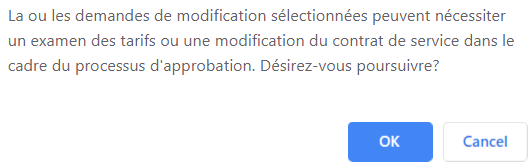 La ou les demandes de modification sélectionnées peuvent nécessiter
un examen des tarifs ou une modification du contrat de service dans le
cadre du processus d'approbation. Désirez-vous poursuivre?
OK
Cancel